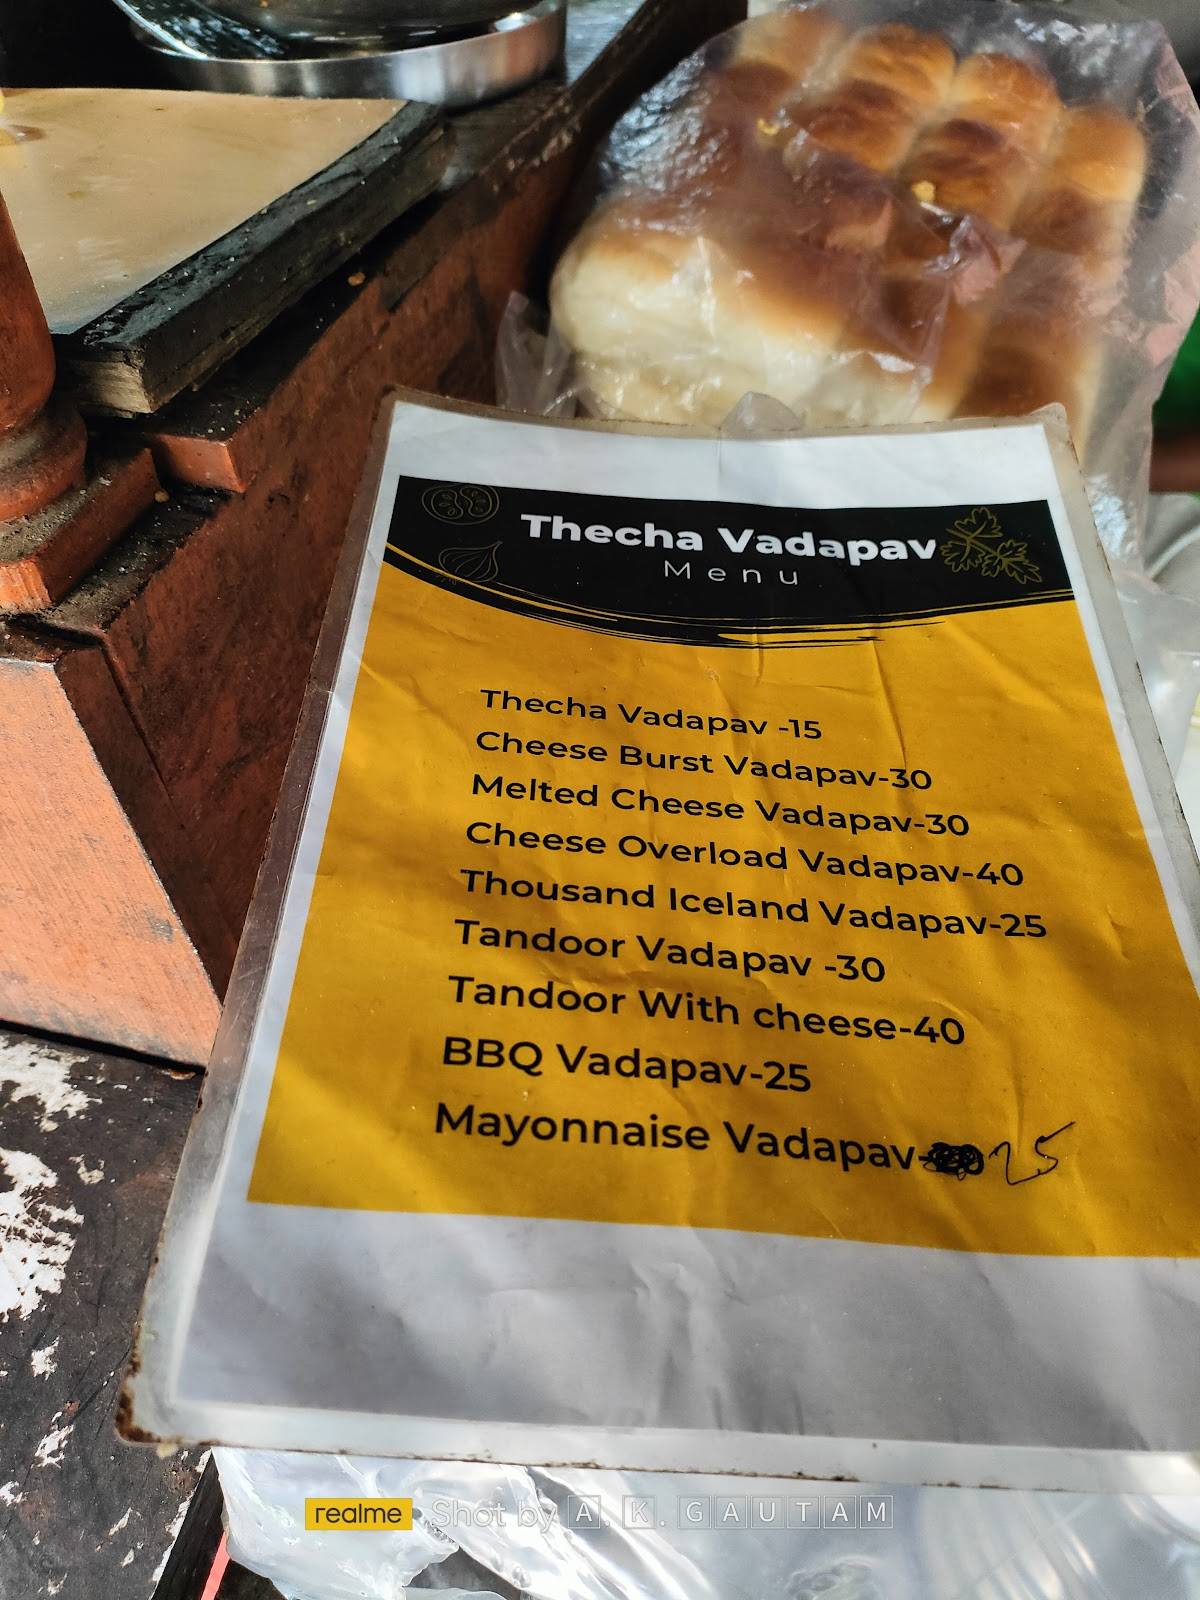 Thecha Vadapav
Menu
Thecha Vadapav -15
Cheese Burst Vadapav-30
Melted Cheese Vadapav-30
Cheese Overload Vadapav-40
Thousand Iceland Vadapav-25
Tandoor Vadapav -30
Tandoor With cheese-40
BBQ Vadapav-25
Mayonnaise Vadapav- 25
realme Shot by A. K. GAUTAM